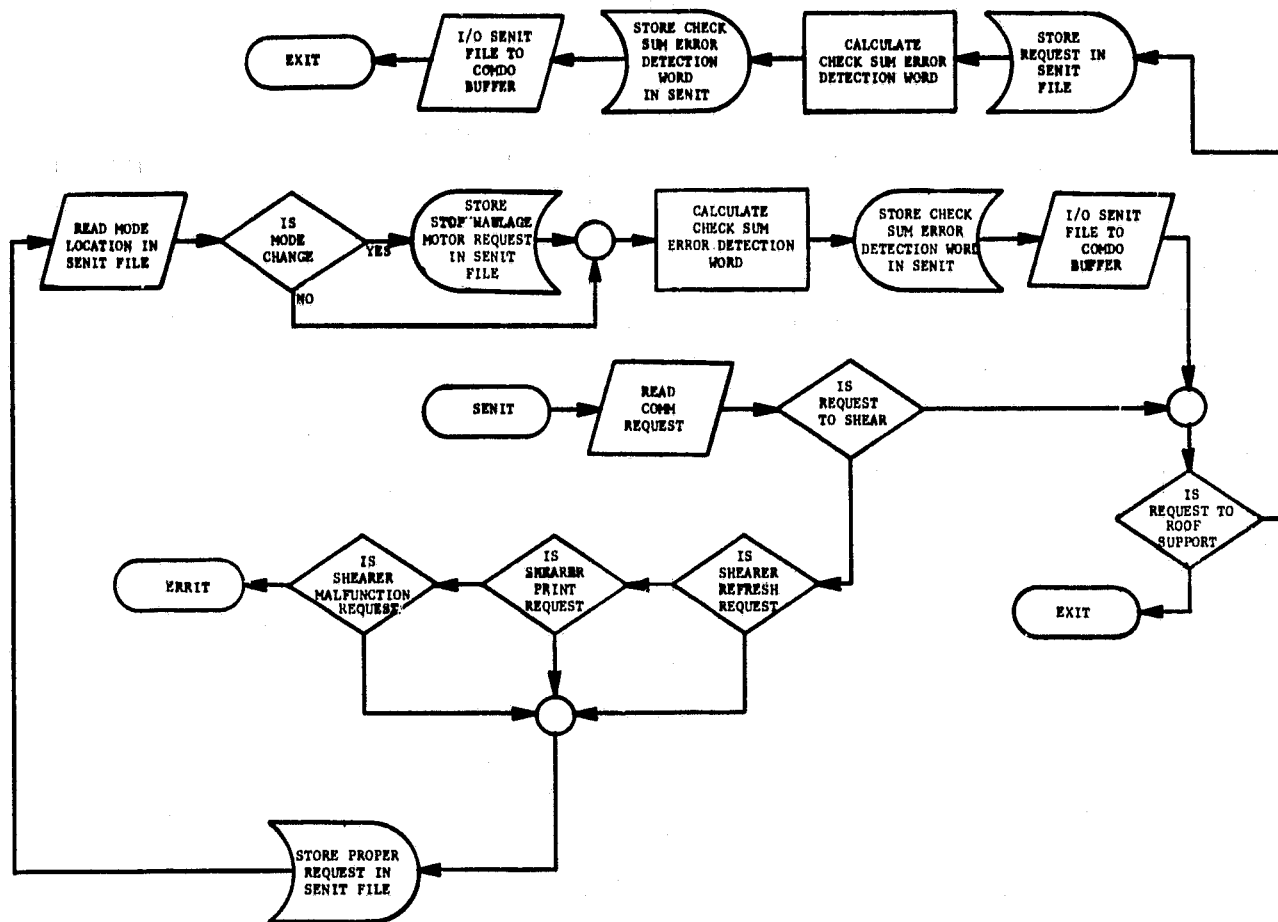 EXIT
I/O SENIT
FILE TO
COMDO
BUFFER
STORE CHECK
SUM ERROR
DETECTION
WORD
IN SENIT
CALCULATE
CHECK SUM ERROR
DETECTION WORD
STORE
REQUEST IN
SENIT
FILE
READ MODE
LOCATION IN
SENIT FILE
IS
MODE
CHANGE
YES
NO
STORE
STOP HAULAGE
MOTOR REQUEST
IN SENIT
FILE
CALCULATE
CHECK SUM
ERROR DETECTION
WORD
STORE CHECK
SUM ERROR
DETECTION WORD
IN SENIT
I/O SENIT
FILE TO
COMDO
BUFFER
SENIT
READ
COMM
REQUEST
IS
REQUEST
TO SHEAR
IS
REQUEST TO
ROOF
SUPPORT
ERRIT
IS
SHEARER
MALFUNCTION
REQUEST
IS
SHEARER
PRINT
REQUEST
IS
SHEARER
REFRESH
REQUEST
EXIT
STORE PROPER
REQUEST IN
SENIT FILE